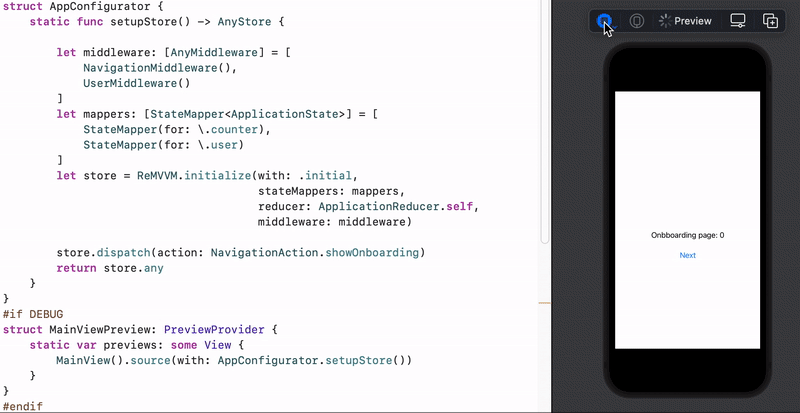 struct AppConfigurator {
    static func setupStore() -> AnyStore {
        let middleware: [AnyMiddleware] = [
            NavigationMiddleware(),
            UserMiddleware()
        ]
        let mappers: [StateMapper<ApplicationState>] = [
            StateMapper(for: \.counter),
            StateMapper(for: \.user)
        ]
        let store = ReMVVM.initialize(with: .initial,
                                      stateMappers: mappers,
                                      reducer: ApplicationReducer.self,
                                      middleware: middleware)
        store.dispatch(action: NavigationAction.showOnboarding)
        return store.any
    }
}
#if DEBUG
struct MainViewPreview: PreviewProvider {
    static var previews: some View {
        MainView().source(with: AppConfigurator.setupStore())
    }
}
#endif
Preview
Onbboarding page: 0
Next